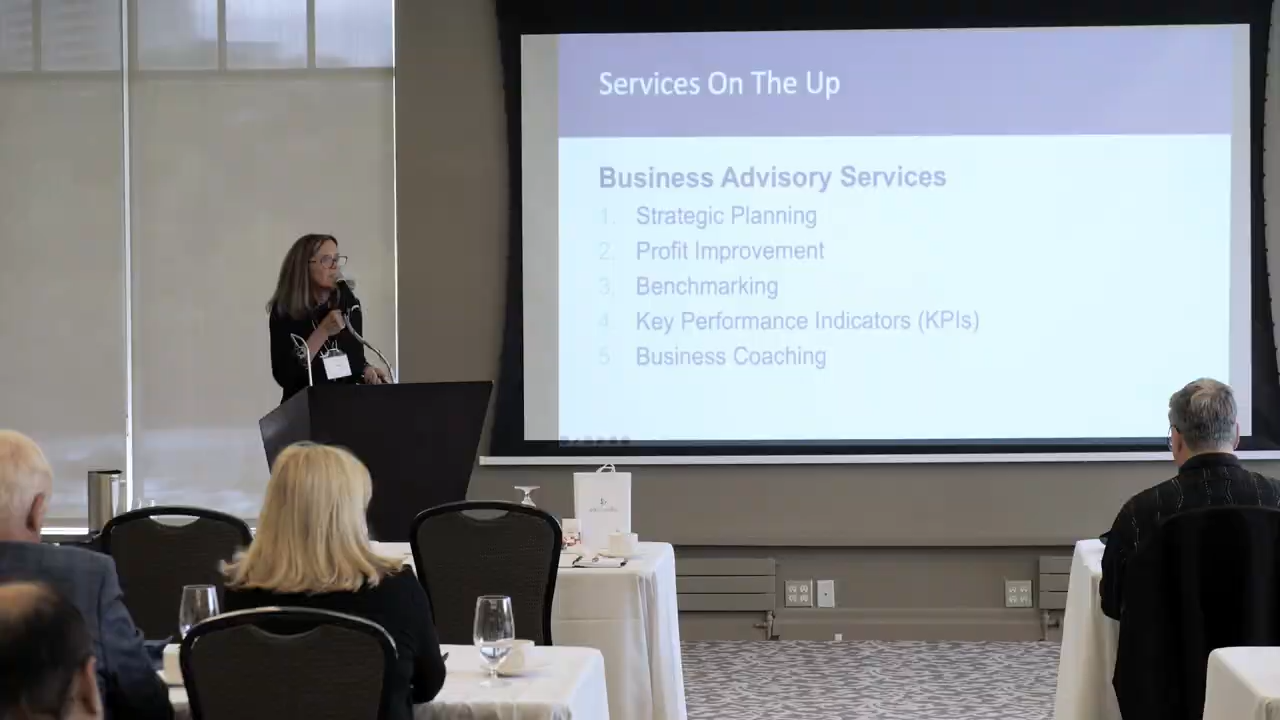 Services On The Up
Business Advisory Services
1. Strategic Planning
2. Profit Improvement
3. Benchmarking
4. Key Performance Indicators (KPIs)
5. Business Coaching